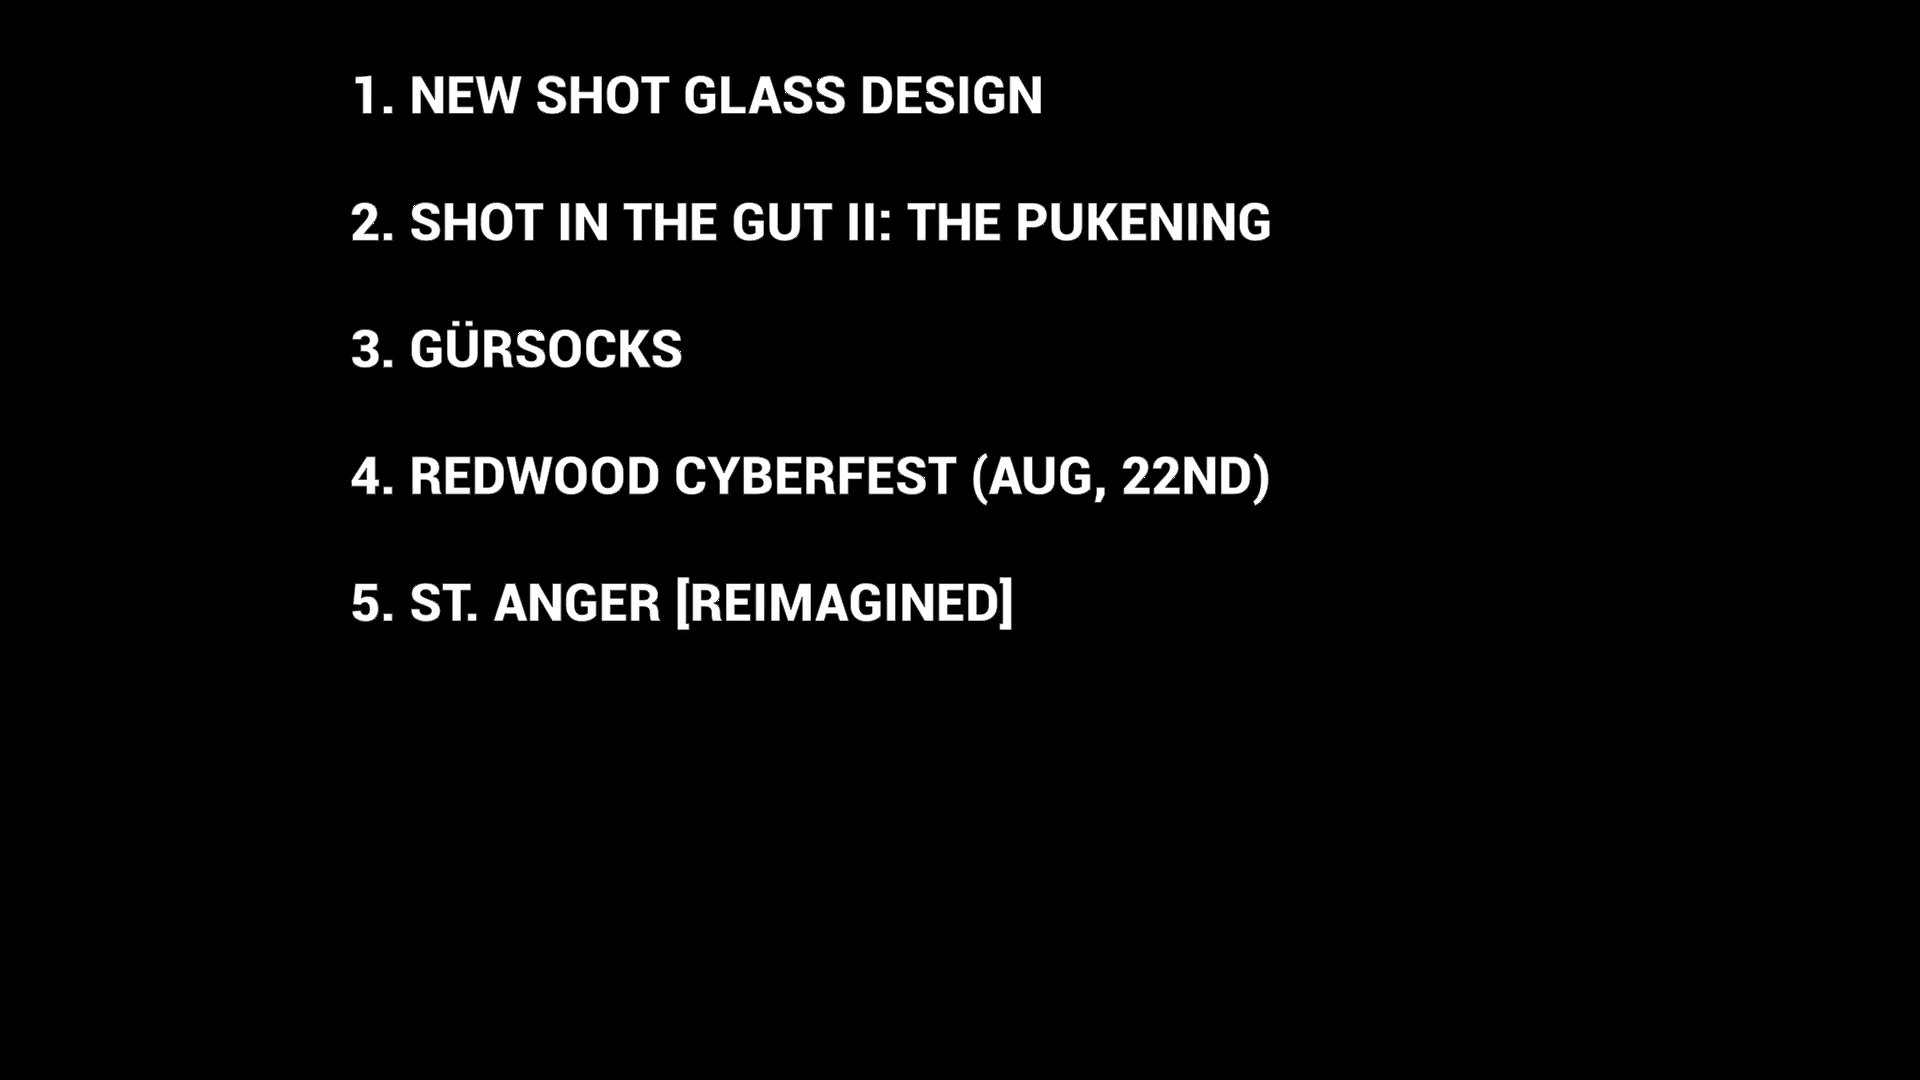 1. NEW SHOT GLASS DESIGN
2. SHOT IN THE GUT II: THE PUKENING
3. GÜRSOCKS
4. REDWOOD CYBERFEST (AUG, 22ND)
5. ST. ANGER [REIMAGINED]